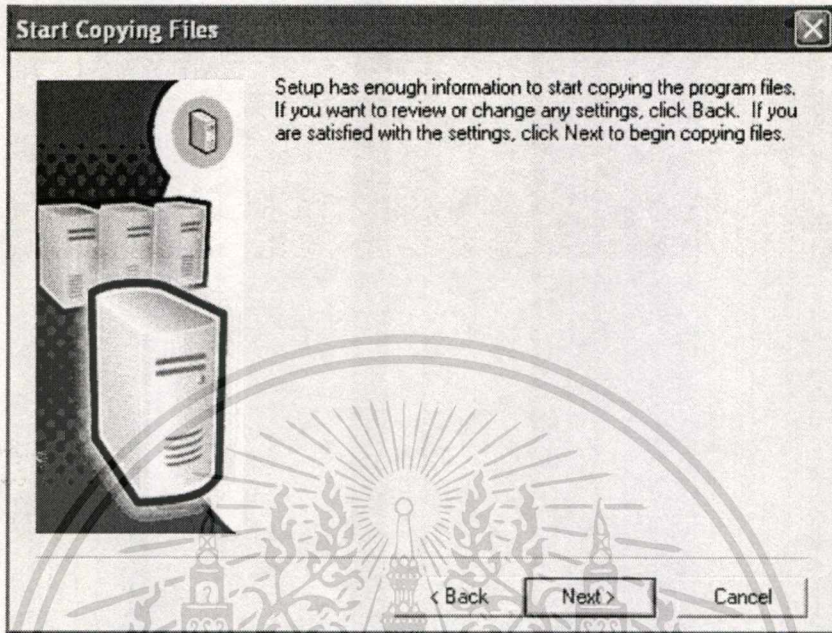 Start Copying Files
Setup has enough information to start copying the program files.
If you want to review or change any settings, click Back. If you
are satisfied with the settings, click Next to begin copying files.
< Back
Next >
Cancel